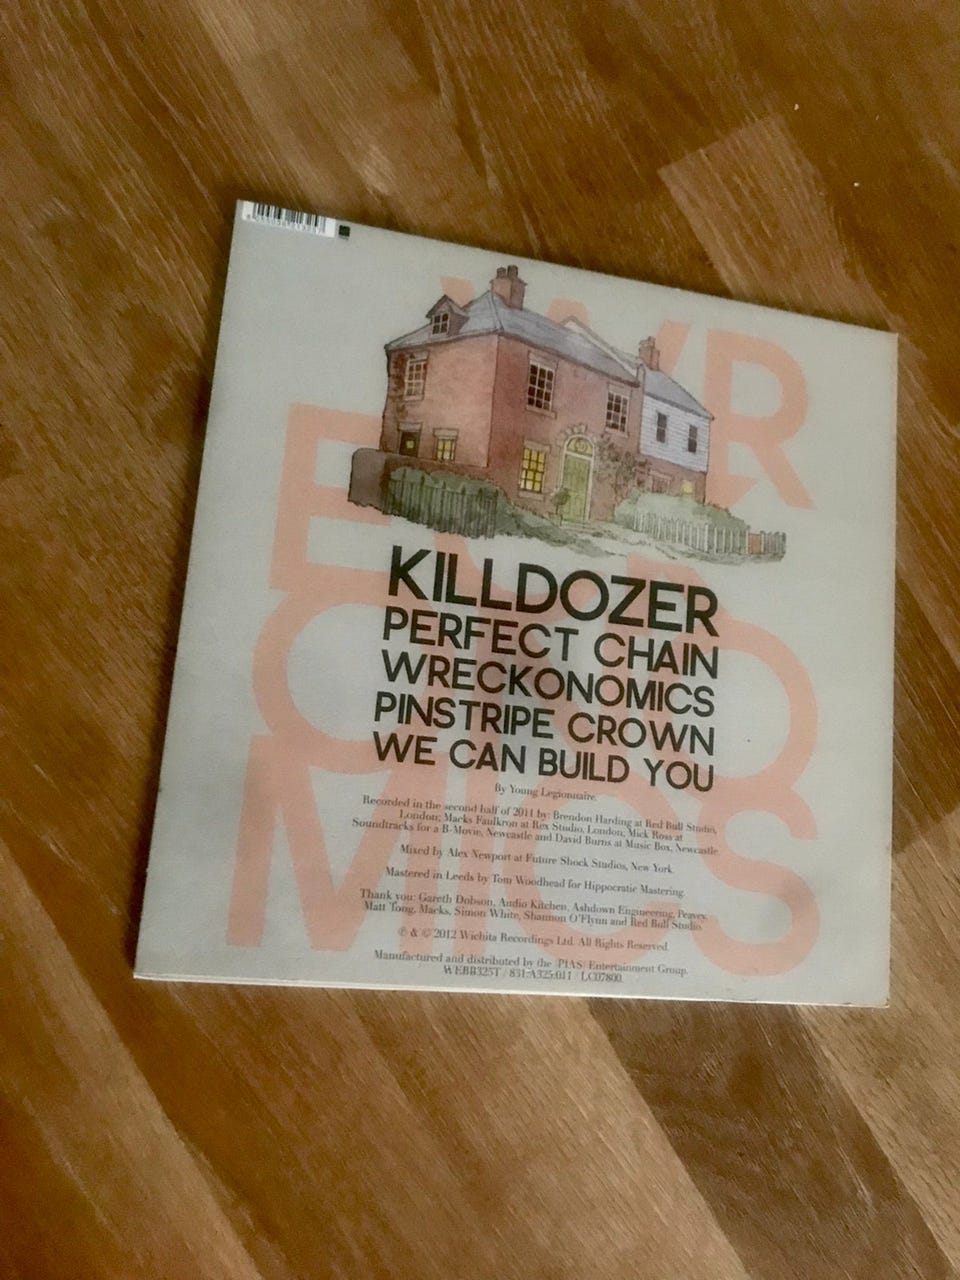 WR
ECKO
NO
MICS
KILLDOZER
PERFECT CHAIN
WRECKONOMICS
PINSTRIPE CROWN
WE CAN BUILD YOU
By Young Legionnaire.
Recorded in the second half of 2011 by: Brendon Harding at Red Bull Studio,
London; Macks Faulkron at Rex Studio, London, Mick Ross at
Soundtracks for a B-Movie, Newcastle and David Burns at Music Box, Newcastle
Mixed by Alex Newport at Future Shock Studios, New York.
Mastered in Leeds by Tom Woodhead for Hippocratic Mastering.
Thank you: Gareth Dobson, Audio Kitchen, Ashdown Engineering, Peavey,
Matt Tong, Macks, Simon White, Shannon O'Flynn and Red Bull Studio.
℗ & © 2012 Wichita Recordings Ltd. All Rights Reserved.
Manufactured and distributed by the [PIAS] Entertainment Group.
WEBB325T / 831.A325.011 / LC07800